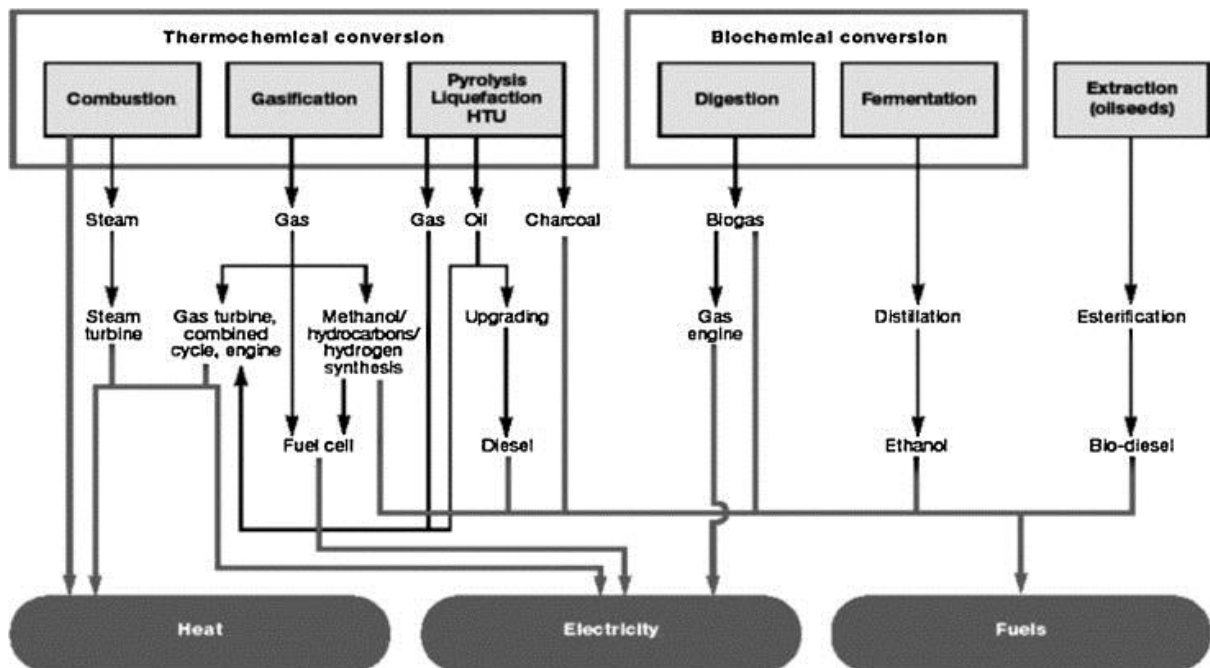 Thermochemical conversion
Biochemical conversion
Combustion
Gasification
Pyrolysis
Liquefaction
HTU
Digestion
Fermentation
Extraction
(oilseeds)
Steam
Gas
Gas
Oil
Charcoal
Biogas
Steam
turbine
Gas turbine,
combined
cycle, engine
Methanol/
hydrocarbons/
hydrogen
synthesis
Upgrading
Gas
engine
Distillation
Esterification
Fuel cell
Diesel
Ethanol
Bio-diesel
Heat
Electricity
Fuels